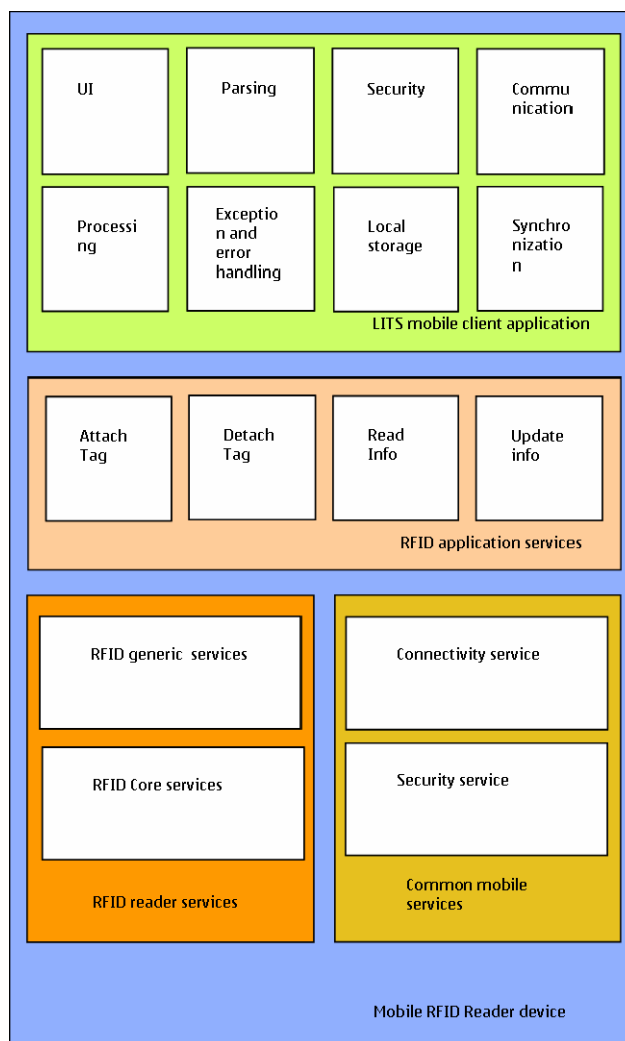 UI
Parsing
Security
Commu
nication
Processi
ng
Exceptio
n and
error
handling
Local
storage
Synchro
nizatio
n
LITS mobile client application
Attach
Tag
Detach
Tag
Read
Info
Update
info
RFID application services
RFID generic services
RFID Core services
RFID reader services
Connectivity service
Security service
Common mobile
services
Mobile RFID Reader device